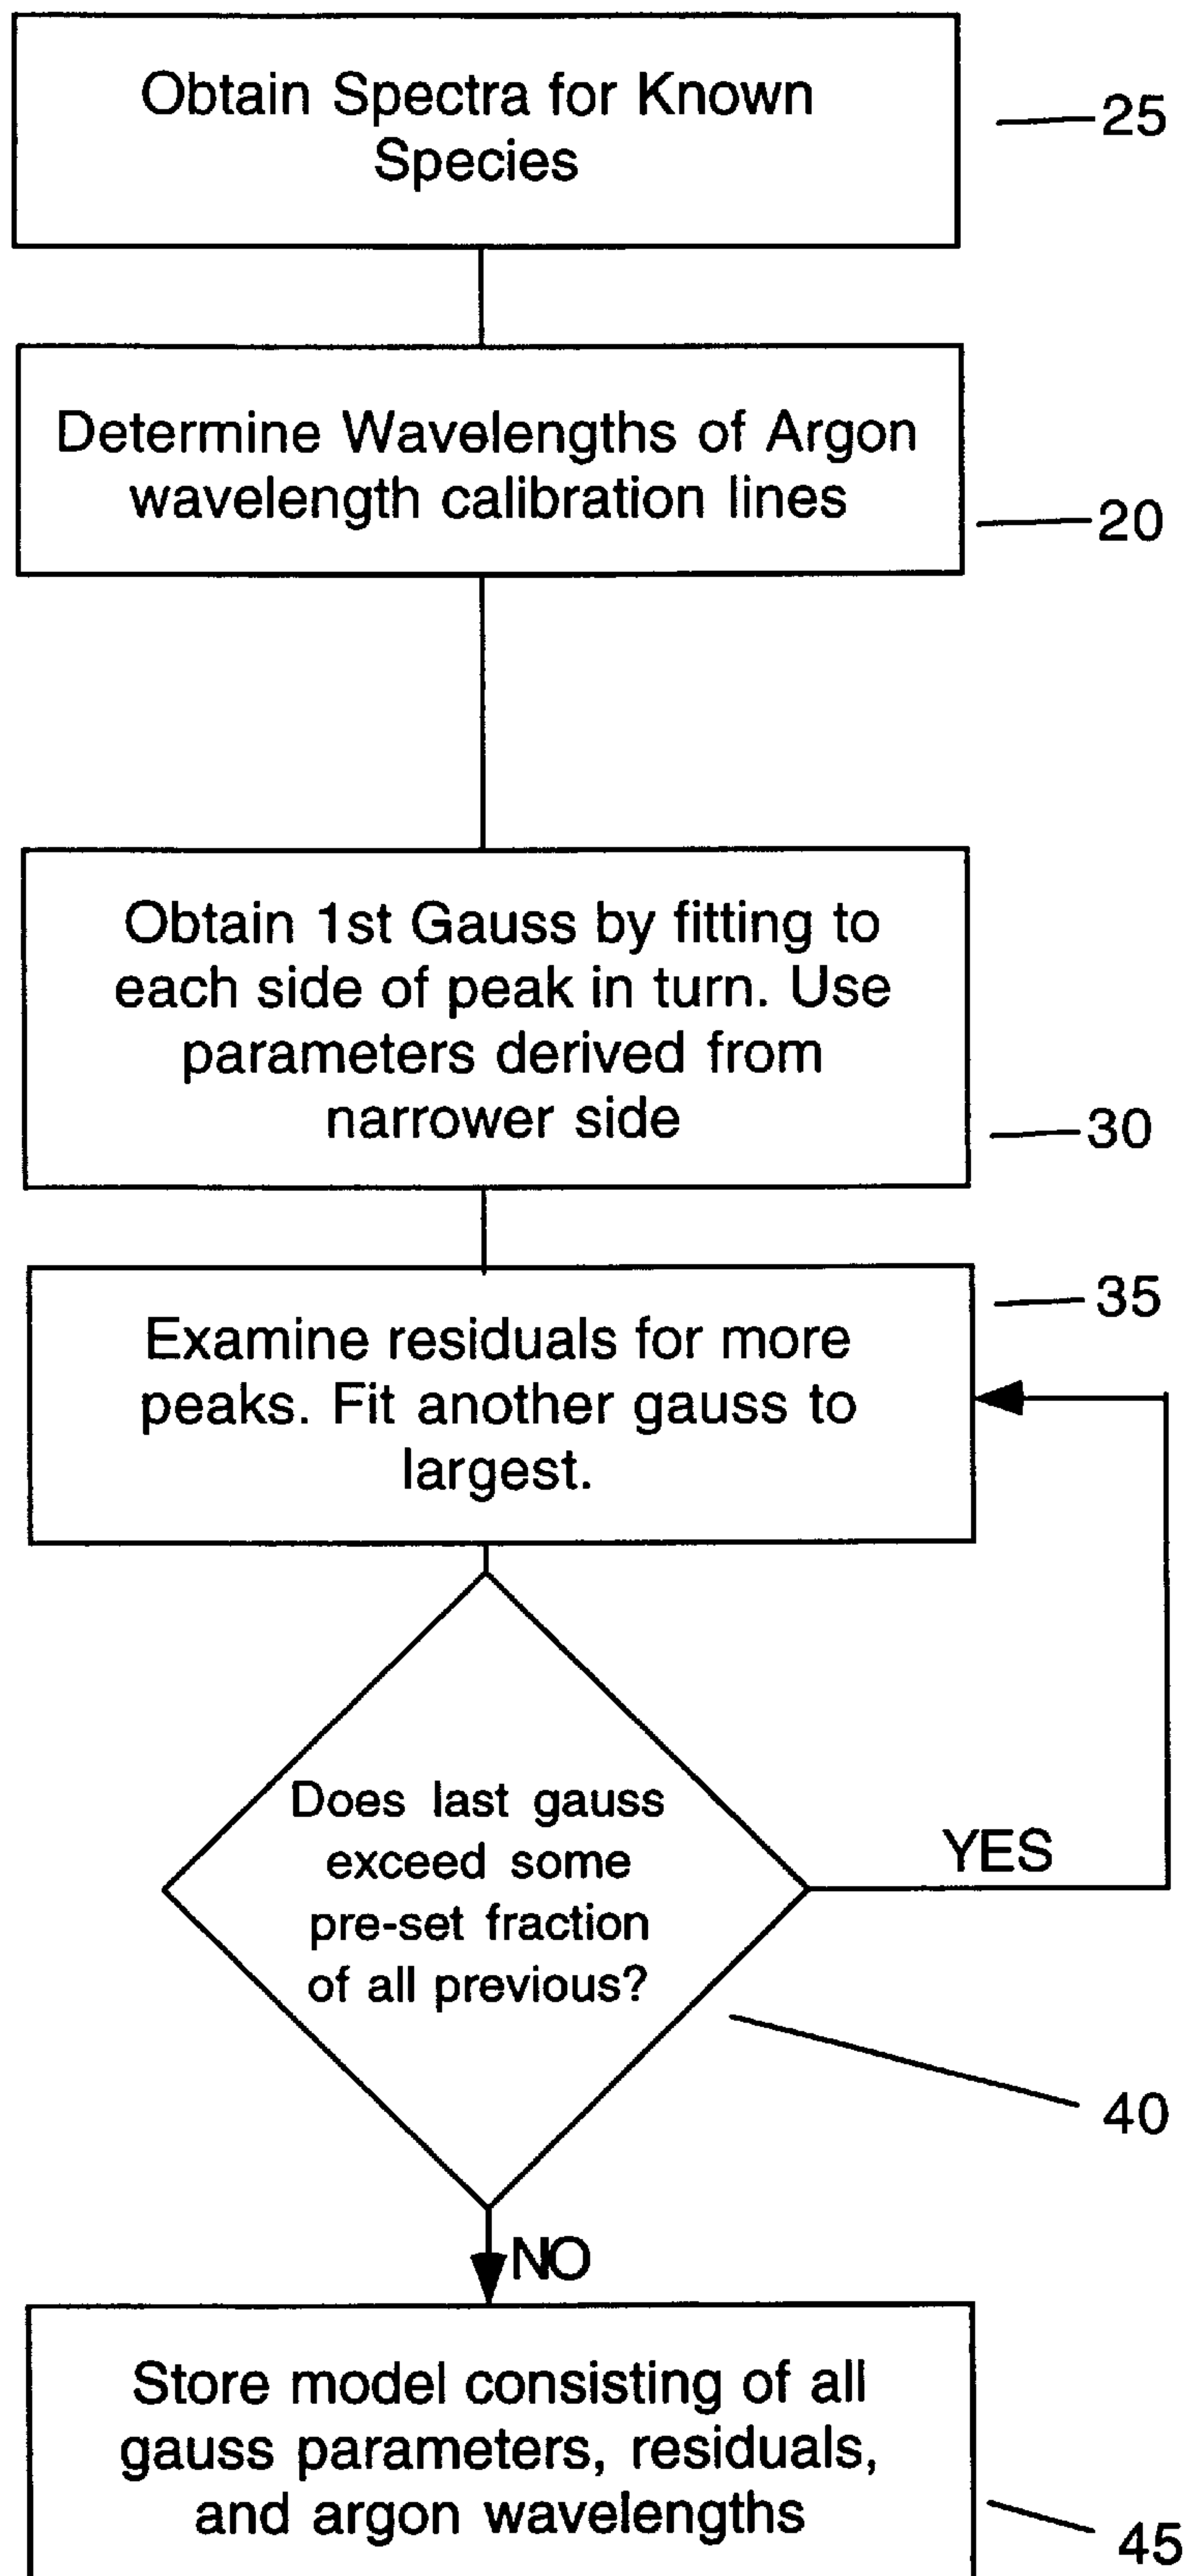 Obtain Spectra for Known
Species
25
Determine Wavelengths of Argon
wavelength calibration lines
20
Obtain 1st Gauss by fitting to
each side of peak in turn. Use
parameters derived from
narrower side
30
35
Examine residuals for more
peaks. Fit another gauss to
largest.
Does last gauss
exceed some
pre-set fraction
of all previous?
YES
40
NO
Store model consisting of all
gauss parameters, residuals,
and argon wavelengths
45